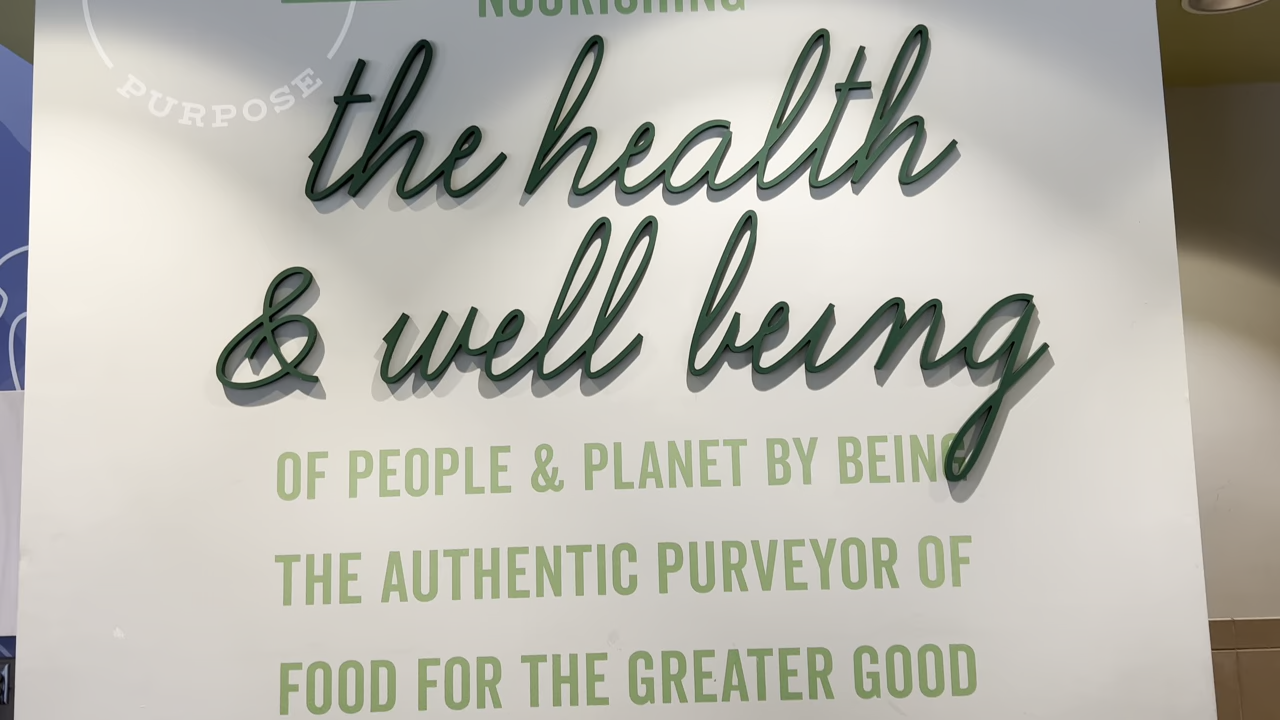 NOURISHING
PURPOSE
the health
& well being
OF PEOPLE & PLANET BY BEING
THE AUTHENTIC PURVEYOR OF
FOOD FOR THE GREATER GOOD